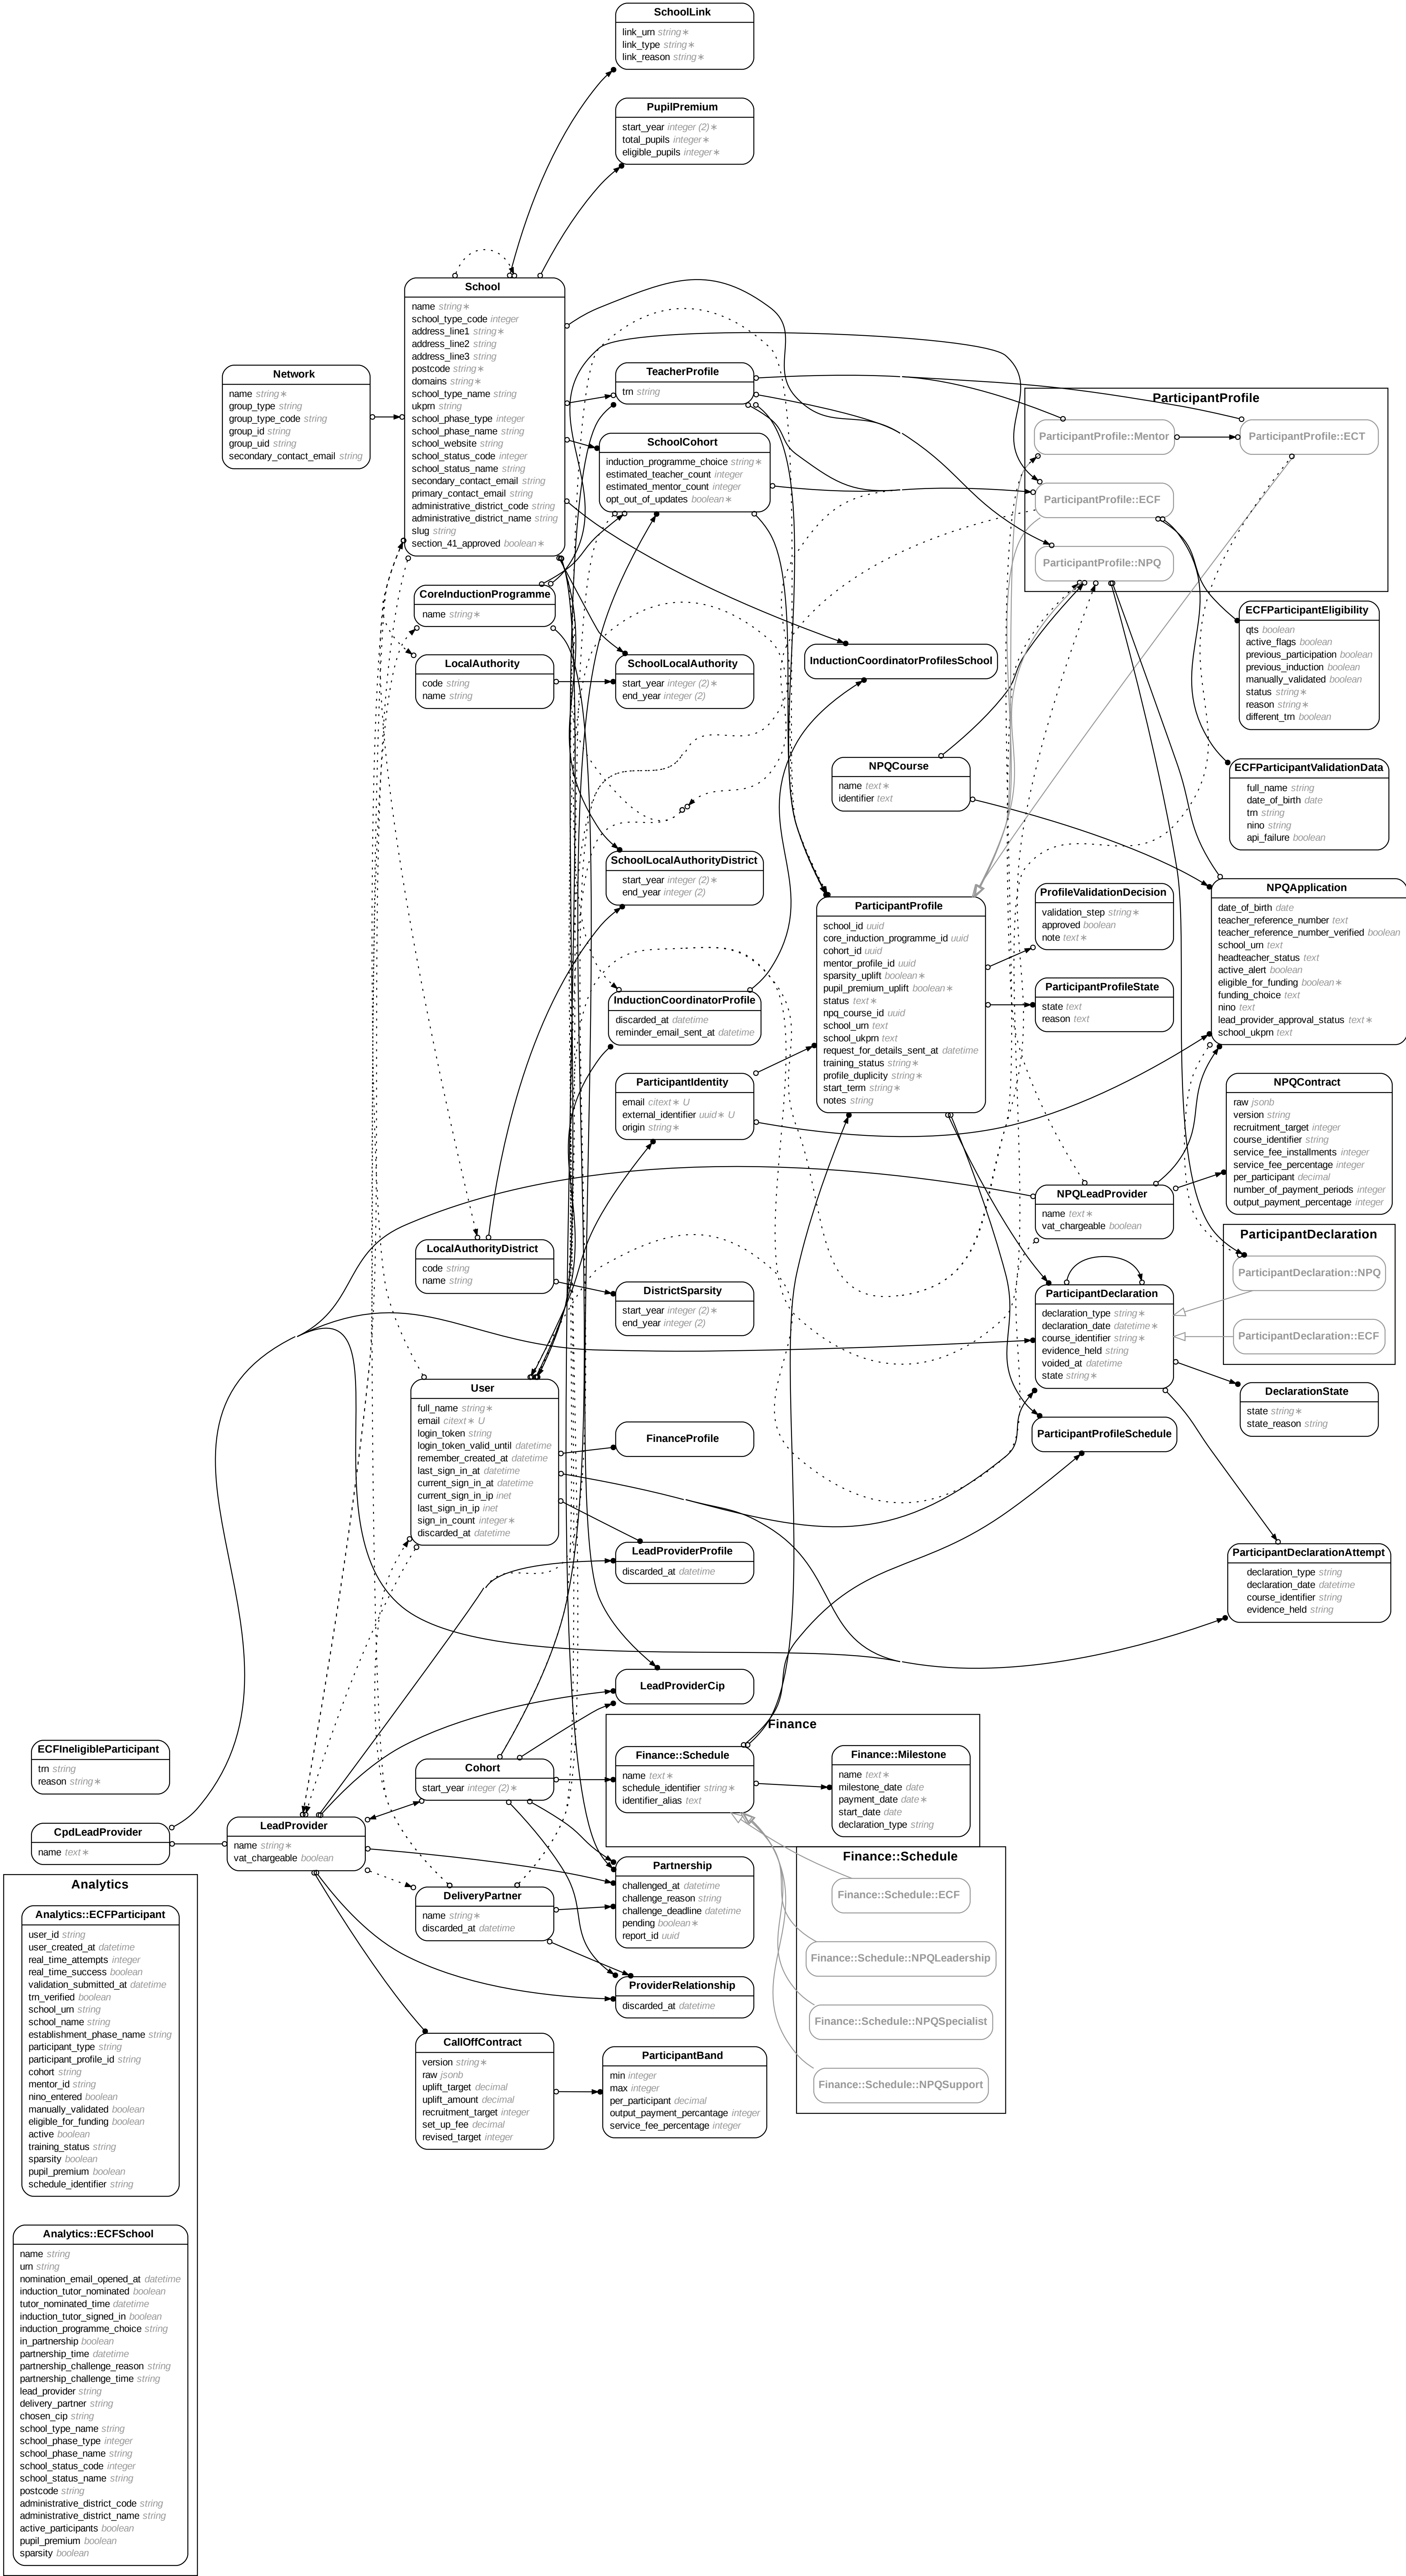 SchoolLink
link_urn string∗
link_type string∗
link_reason string∗
PupilPremium
start_year integer (2)∗
total_pupils integer∗
eligible_pupils integer∗
School
name string∗
school_type_code integer
address_line1 string∗
address_line2 string
address_line3 string
postcode string∗
domains string∗
school_type_name string
ukprn string
school_phase_type integer
school_phase_name string
school_website string
school_status_code integer
school_status_name string
secondary_contact_email string
primary_contact_email string
administrative_district_code string
administrative_district_name string
slug string
section_41_approved boolean∗
Network
name string∗
group_type string
group_type_code string
group_id string
group_uid string
secondary_contact_email string
TeacherProfile
trn string
SchoolCohort
induction_programme_choice string∗
estimated_teacher_count integer
estimated_mentor_count integer
opt_out_of_updates boolean∗
ParticipantProfile
ParticipantProfile::Mentor
ParticipantProfile::ECT
ParticipantProfile::ECF
ParticipantProfile::NPQ
CoreInductionProgramme
name string∗
LocalAuthority
code string
name string
SchoolLocalAuthority
start_year integer (2)∗
end_year integer (2)
InductionCoordinatorProfilesSchool
ECFParticipantEligibility
qts boolean
active_flags boolean
previous_participation boolean
previous_induction boolean
manually_validated boolean
status string∗
reason string∗
different_trn boolean
NPQCourse
name text∗
identifier text
ECFParticipantValidationData
full_name string
date_of_birth date
trn string
nino string
api_failure boolean
SchoolLocalAuthorityDistrict
start_year integer (2)∗
end_year integer (2)
ParticipantProfile
school_id uuid
core_induction_programme_id uuid
cohort_id uuid
mentor_profile_id uuid
sparsity_uplift boolean∗
pupil_premium_uplift boolean∗
status text∗
npq_course_id uuid
school_urn text
school_ukprn text
request_for_details_sent_at datetime
training_status string∗
profile_duplicity string∗
start_term string∗
notes string
ProfileValidationDecision
validation_step string∗
approved boolean
note text∗
NPQApplication
date_of_birth date
teacher_reference_number text
teacher_reference_number_verified boolean
school_urn text
headteacher_status text
active_alert boolean
eligible_for_funding boolean∗
funding_choice text
nino text
lead_provider_approval_status text∗
school_ukprn text
ParticipantProfileState
state text
reason text
InductionCoordinatorProfile
discarded_at datetime
reminder_email_sent_at datetime
ParticipantIdentity
email citext∗ U
external_identifier uuid∗ U
origin string∗
NPQContract
raw jsonb
version string
recruitment_target integer
course_identifier string
service_fee_installments integer
service_fee_percentage integer
per_participant decimal
number_of_payment_periods integer
output_payment_percentage integer
NPQLeadProvider
name text∗
vat_chargeable boolean
ParticipantDeclaration
ParticipantDeclaration::NPQ
ParticipantDeclaration::ECF
LocalAuthorityDistrict
code string
name string
DistrictSparsity
start_year integer (2)∗
end_year integer (2)
ParticipantDeclaration
declaration_type string∗
declaration_date datetime∗
course_identifier string∗
evidence_held string
voided_at datetime
state string∗
DeclarationState
state string∗
state_reason string
User
full_name string∗
email citext∗ U
login_token string
login_token_valid_until datetime
remember_created_at datetime
last_sign_in_at datetime
current_sign_in_at datetime
current_sign_in_ip inet
last_sign_in_ip inet
sign_in_count integer∗
discarded_at datetime
FinanceProfile
ParticipantProfileSchedule
LeadProviderProfile
discarded_at datetime
ParticipantDeclarationAttempt
declaration_type string
declaration_date datetime
course_identifier string
evidence_held string
LeadProviderCip
Finance
Finance::Schedule
name text∗
schedule_identifier string∗
identifier_alias text
Finance::Milestone
name text∗
milestone_date date
payment_date date∗
start_date date
declaration_type string
ECFIneligibleParticipant
trn string
reason string∗
Cohort
start_year integer (2)∗
CpdLeadProvider
name text∗
LeadProvider
name string∗
vat_chargeable boolean
Finance::Schedule
Finance::Schedule::ECF
Finance::Schedule::NPQLeadership
Finance::Schedule::NPQSpecialist
Finance::Schedule::NPQSupport
Partnership
challenged_at datetime
challenge_reason string
challenge_deadline datetime
pending boolean∗
report_id uuid
DeliveryPartner
name string∗
discarded_at datetime
ProviderRelationship
discarded_at datetime
CallOffContract
version string∗
raw jsonb
uplift_target decimal
uplift_amount decimal
recruitment_target integer
set_up_fee decimal
revised_target integer
ParticipantBand
min integer
max integer
per_participant decimal
output_payment_percantage integer
service_fee_percentage integer
Analytics
Analytics::ECFParticipant
user_id string
user_created_at datetime
real_time_attempts integer
real_time_success boolean
validation_submitted_at datetime
trn_verified boolean
school_urn string
school_name string
establishment_phase_name string
participant_type string
participant_profile_id string
cohort string
mentor_id string
nino_entered boolean
manually_validated boolean
eligible_for_funding boolean
active boolean
training_status string
sparsity boolean
pupil_premium boolean
schedule_identifier string
Analytics::ECFSchool
name string
urn string
nomination_email_opened_at datetime
induction_tutor_nominated boolean
tutor_nominated_time datetime
induction_tutor_signed_in boolean
induction_programme_choice string
in_partnership boolean
partnership_time datetime
partnership_challenge_reason string
partnership_challenge_time string
lead_provider string
delivery_partner string
chosen_cip string
school_type_name string
school_phase_type integer
school_phase_name string
school_status_code integer
school_status_name string
postcode string
administrative_district_code string
administrative_district_name string
active_participants boolean
pupil_premium boolean
sparsity boolean